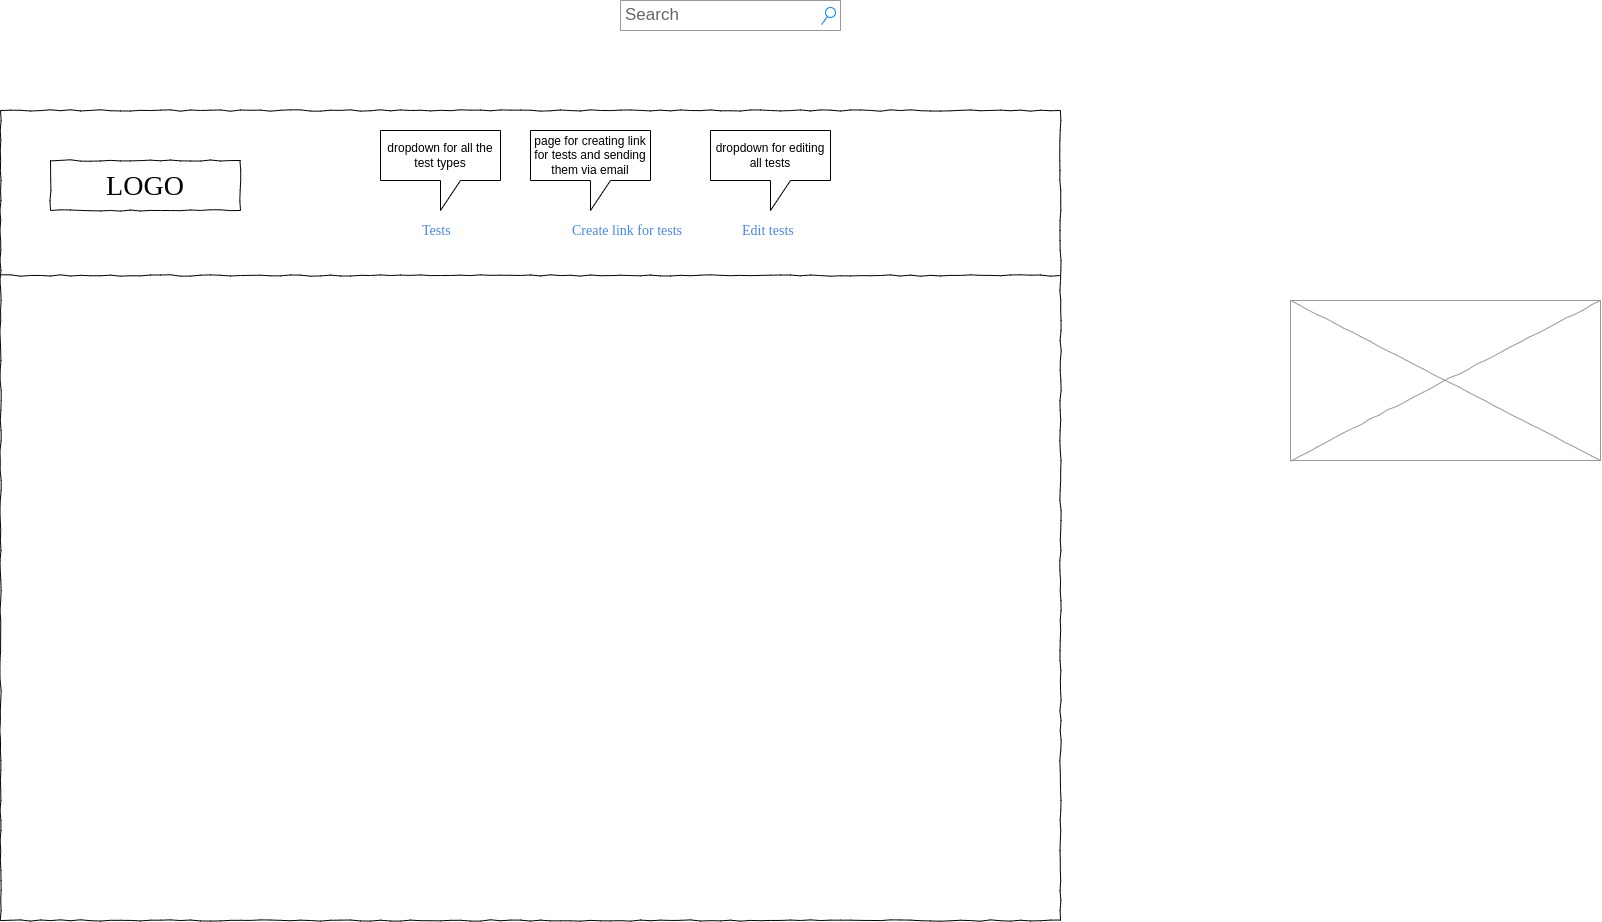 Search
LOGO
dropdown for all the
test types
page for creating link
for tests and sending
them via email
dropdown for editing
all tests
Tests
Create link for tests
Edit tests